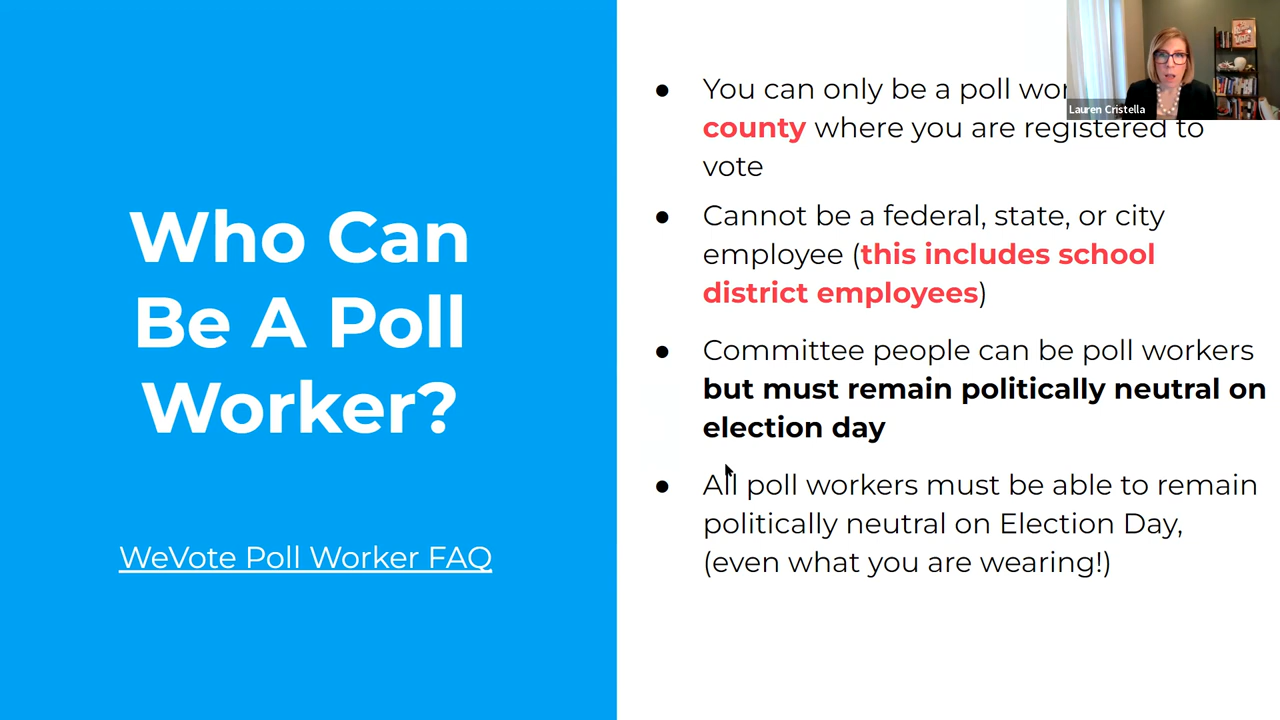 Who Can
Be A Poll
Worker?
WeVote Poll Worker FAQ
You can only be a poll
county where you are registered to
vote
Cannot be a federal, state, or city
employee (this includes school
district employees)
Committee people can be poll workers
but must remain politically neutral on
election day
All poll workers must be able to remain
politically neutral on Election Day,
(even what you are wearing!)
Lauren Cristella